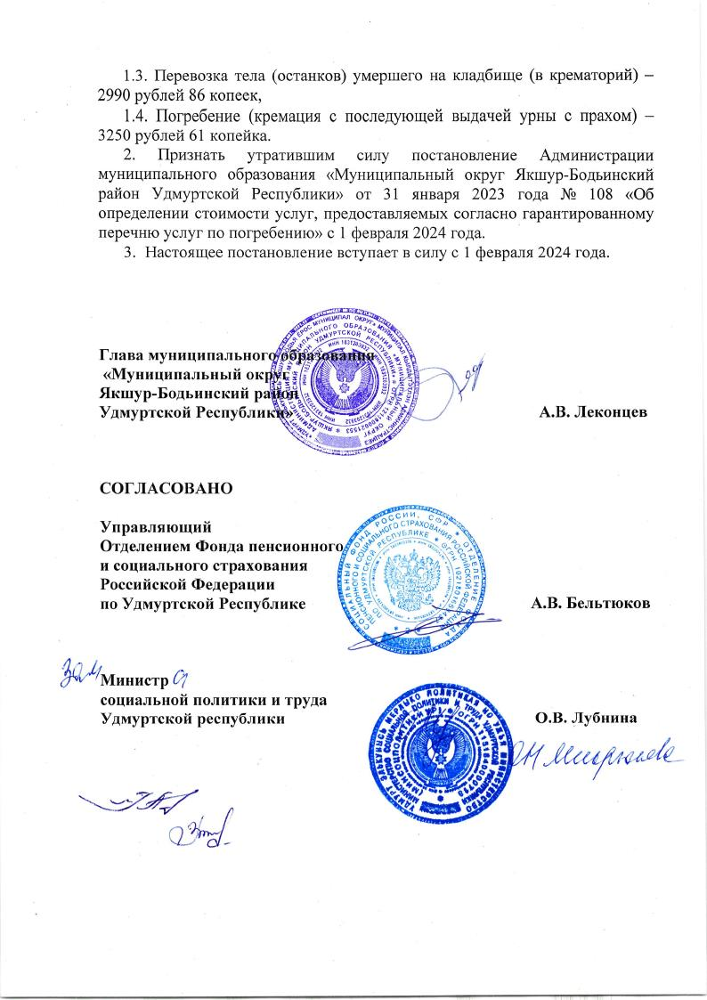 1.3. Перевозка тела (останков) умершего на кладбище (в крематорий) –
2990 рублей 86 копеек,
1.4. Погребение (кремация с последующей выдачей урны с прахом) –
3250 рублей 61 копейка.
2. Признать утратившим силу постановление Администрации
муниципального образования «Муниципальный округ Якшур-Бодьинский
район Удмуртской Республики» от 31 января 2023 года № 108 «Об
определении стоимости услуг, предоставляемых согласно гарантированному
перечню услуг по погребению» с 1 февраля 2024 года.
3. Настоящее постановление вступает в силу с 1 февраля 2024 года.
Глава муниципального образования
«Муниципальный округ
Якшур-Бодьинский район
Удмуртской Республики»
А.В. Леконцев
СОГЛАСОВАНО
Управляющий
Отделением Фонда пенсионного
и социального страхования
Российской Федерации
по Удмуртской Республике
А.В. Бельтюков
зам Министра
социальной политики и труда
Удмуртской республики
О.В. Лубнина